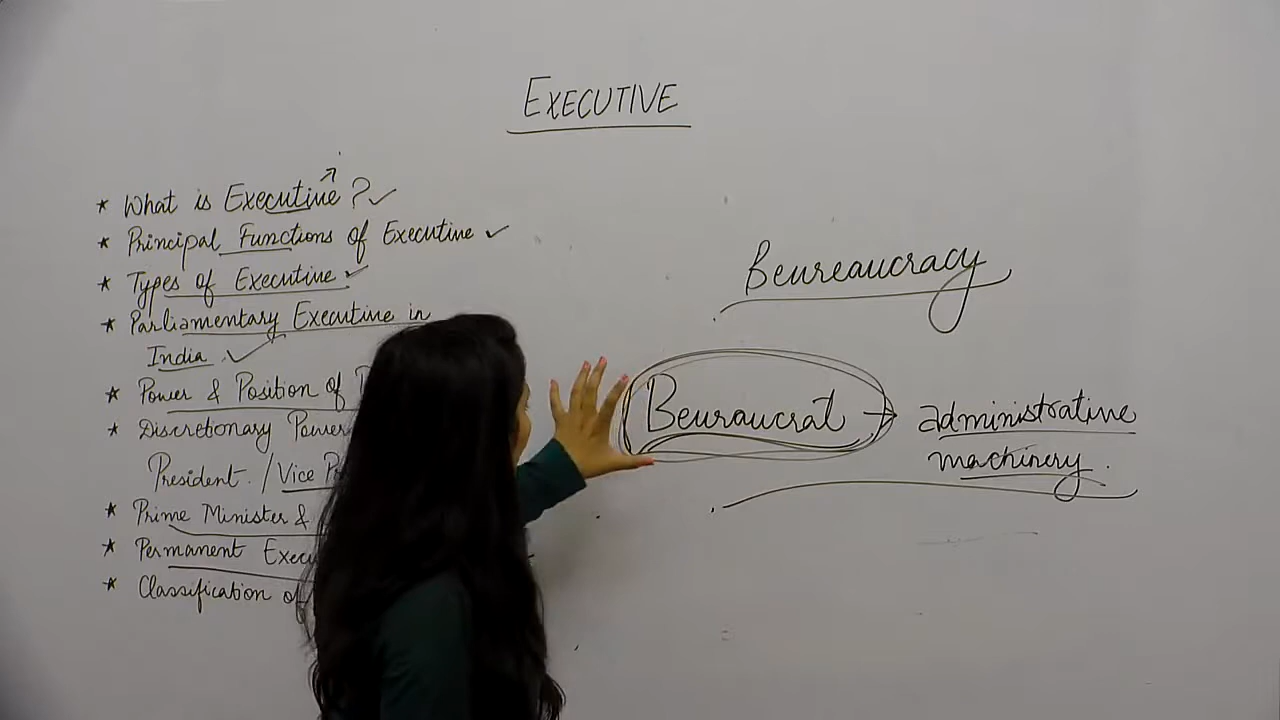 EXECUTIVE
* What is Executive ? ✓
* Principal Functions of Executive ✓
* Types of Executive ✓
* Parliamentary Executive in
India ✓
* Power & Position of
* Discretionary Power
President / Vice
* Prime Minister &
* Permanent
* Classification of
Beureaucracy
Beuraucrat → administrative
machinery.